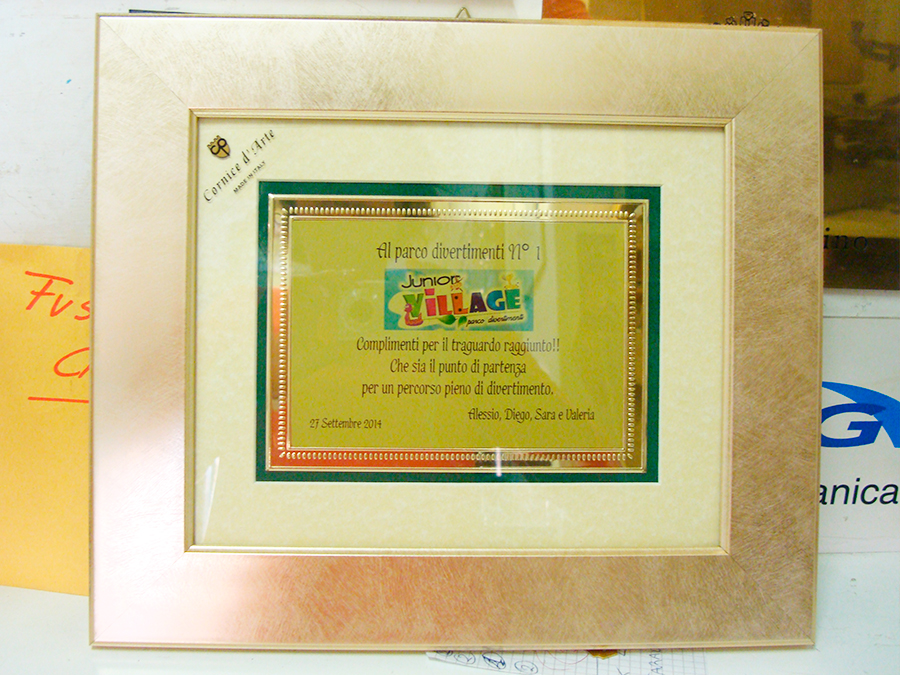 Cornice d'Arte
MADE IN ITALY
Al parco divertimenti N° 1
Junior
VILLAGE
parco divertimenti
Complimenti per il traguardo raggiunto!!
Che sia il punto di partenza
per un percorso pieno di divertimento.
Alessio, Diego, Sara e Valeria
27 Settembre 2014
Fus
ino
G
anica